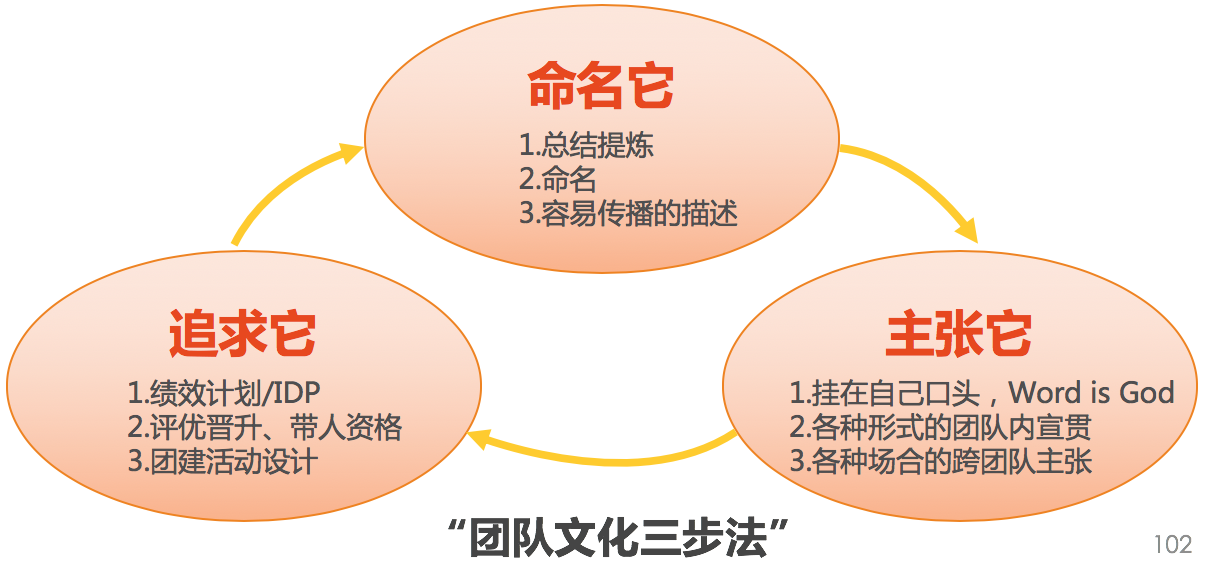 命名它
1.总结提炼
2.命名
3.容易传播的描述
主张它
1.挂在自己口头，Word is God
2.各种形式的团队内宣贯
3.各种场合的跨团队主张
追求它
1.绩效计划/IDP
2.评优晋升、带人资格
3.团建活动设计
“团队文化三步法”
102